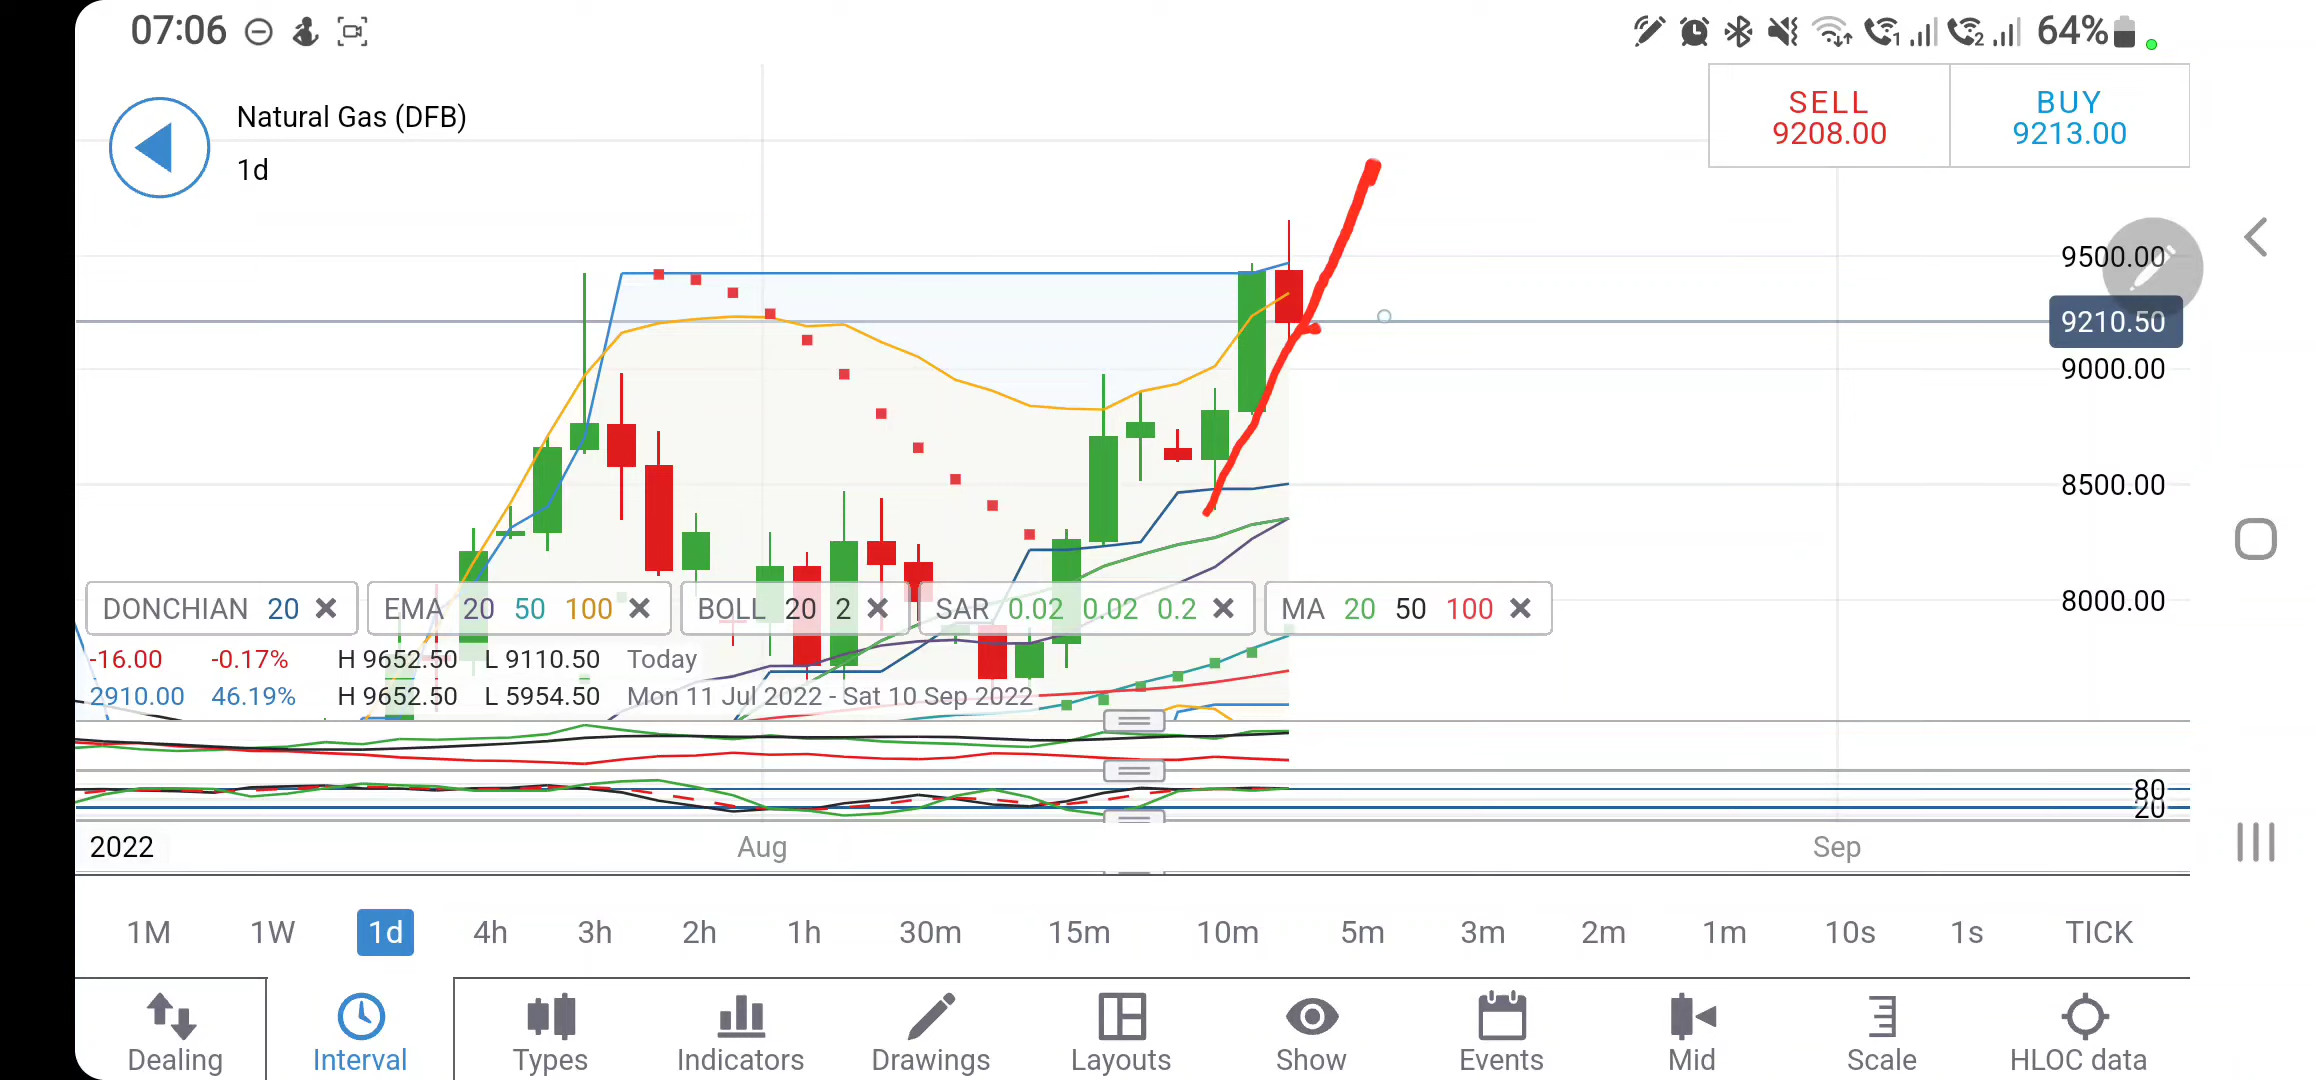 07:06
64%
Natural Gas (DFB)
1d
SELL
9208.00
BUY
9213.00
9500.00
9210.50
9000.00
8500.00
8000.00
DONCHIAN 20
EMA 20 50 100
BOLL 20 2
SAR 0.02 0.02 0.2
MA 20 50 100
-16.00 -0.17% H 9652.50 L 9110.50 Today
2910.00 46.19% H 9652.50 L 5954.50 Mon 11 Jul 2022 - Sat 10 Sep 2022
80
20
2022 Aug Sep
1M 1W 1d 4h 3h 2h 1h 30m 15m 10m 5m 3m 2m 1m 10s 1s TICK
Dealing Interval Types Indicators Drawings Layouts Show Events Mid Scale HLOC data